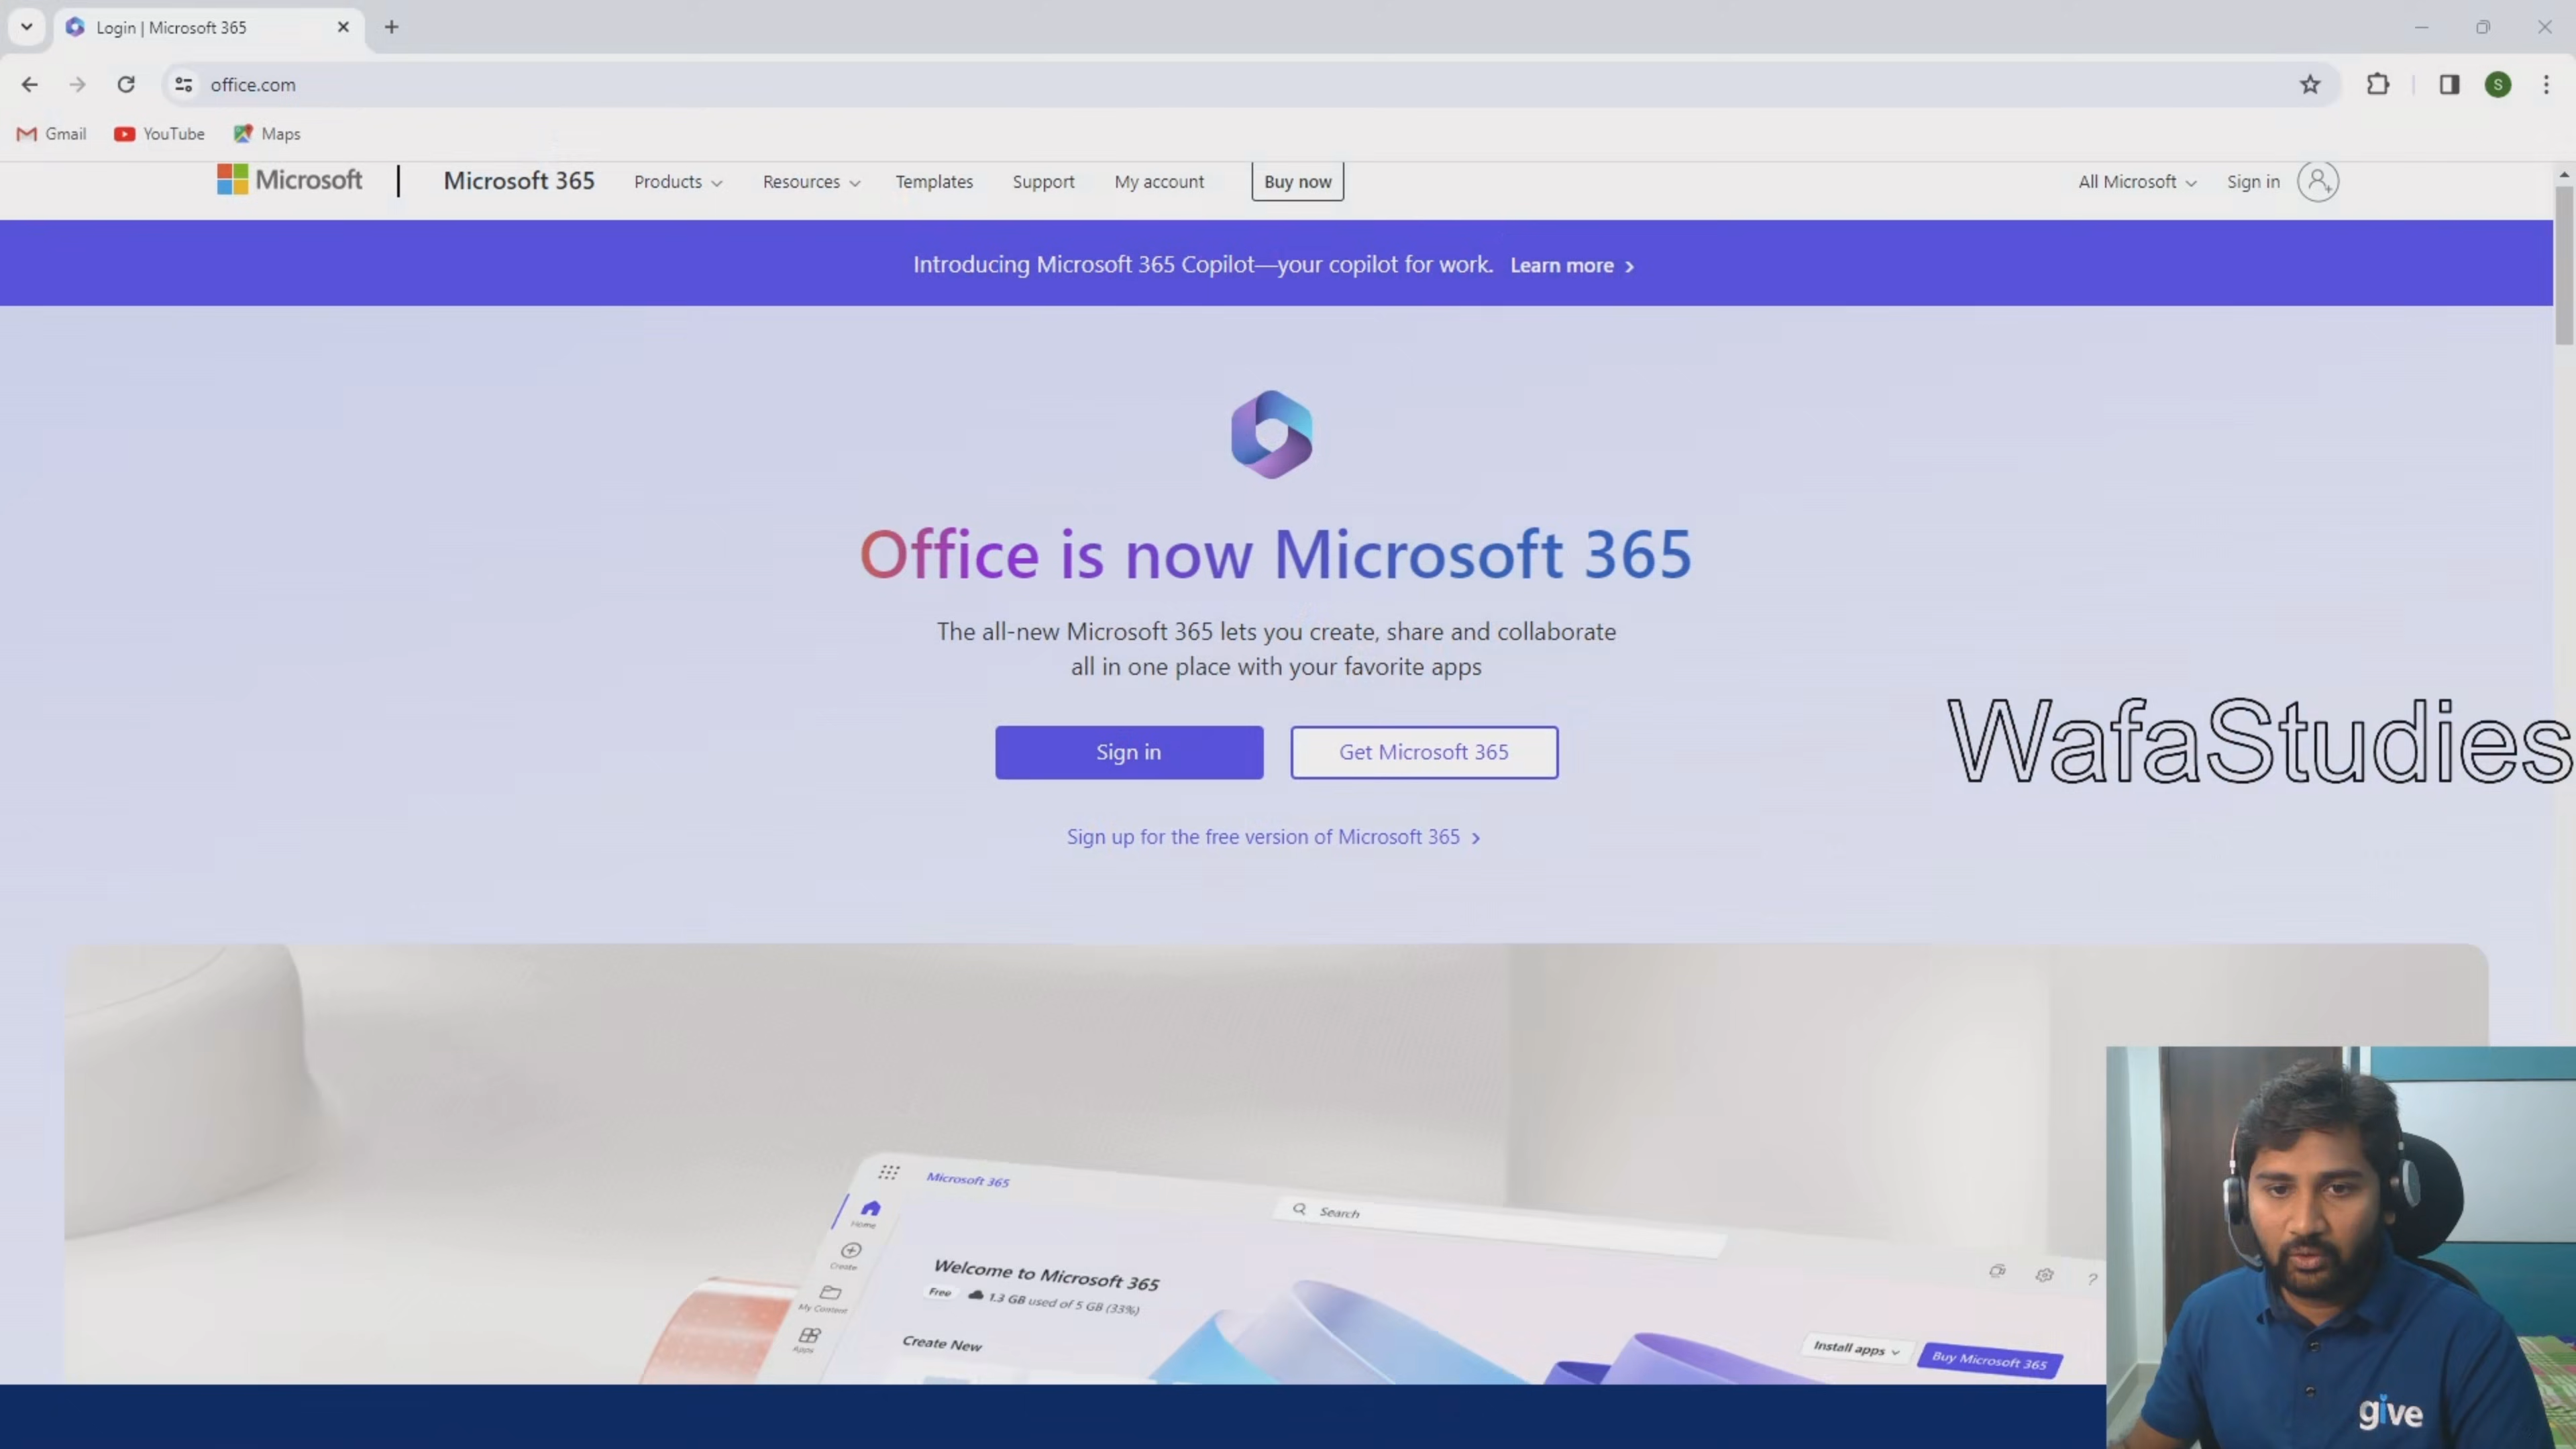 Login | Microsoft 365
office.com
S
Gmail YouTube Maps
Microsoft Microsoft 365 Products Resources Templates Support My account Buy now All Microsoft Sign in
Introducing Microsoft 365 Copilot—your copilot for work. Learn more
Office is now Microsoft 365
The all-new Microsoft 365 lets you create, share and collaborate
all in one place with your favorite apps
WafaStudies
Sign in Get Microsoft 365
Sign up for the free version of Microsoft 365
Microsoft 365
Search
Home
Create
My Content
Apps
Welcome to Microsoft 365
Free 1.3 GB used of 5 GB (33%)
?
Create New
Install apps Buy Microsoft 365
give